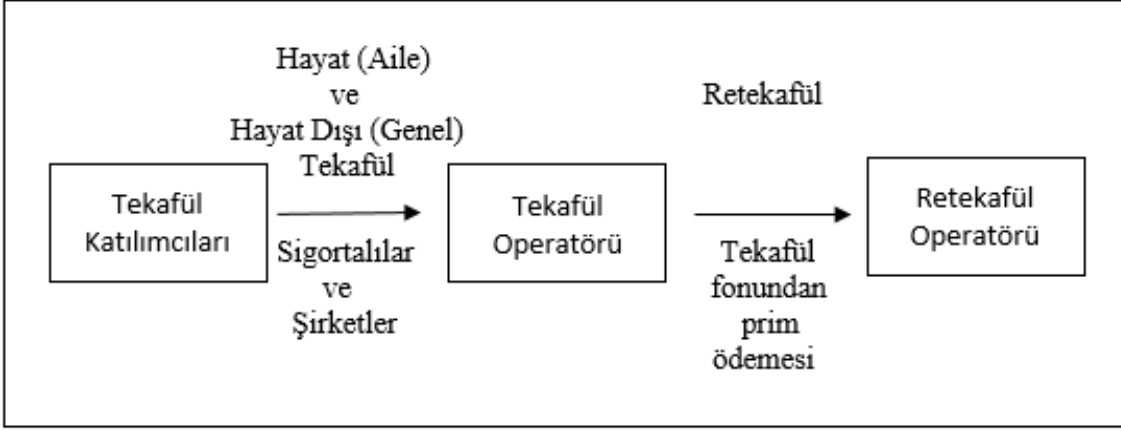 Hayat (Aile)
ve
Hayat Dışı (Genel)
Tekafül
Retekafül
Tekafül
Katılımcıları
Sigortalılar
ve
Şirketler
Tekafül
Operatörü
Tekafül
fonundan
prim
ödemesi
Retekafül
Operatörü